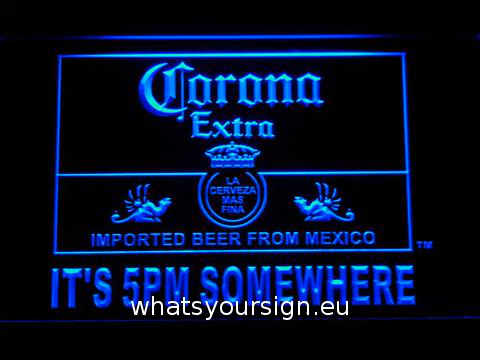 Corona
Extra
LA
CERVEZA
MAS
FINA
IMPORTED BEER FROM MEXICO
TM
IT'S 5PM SOMEWHERE
whatsyoursign.eu